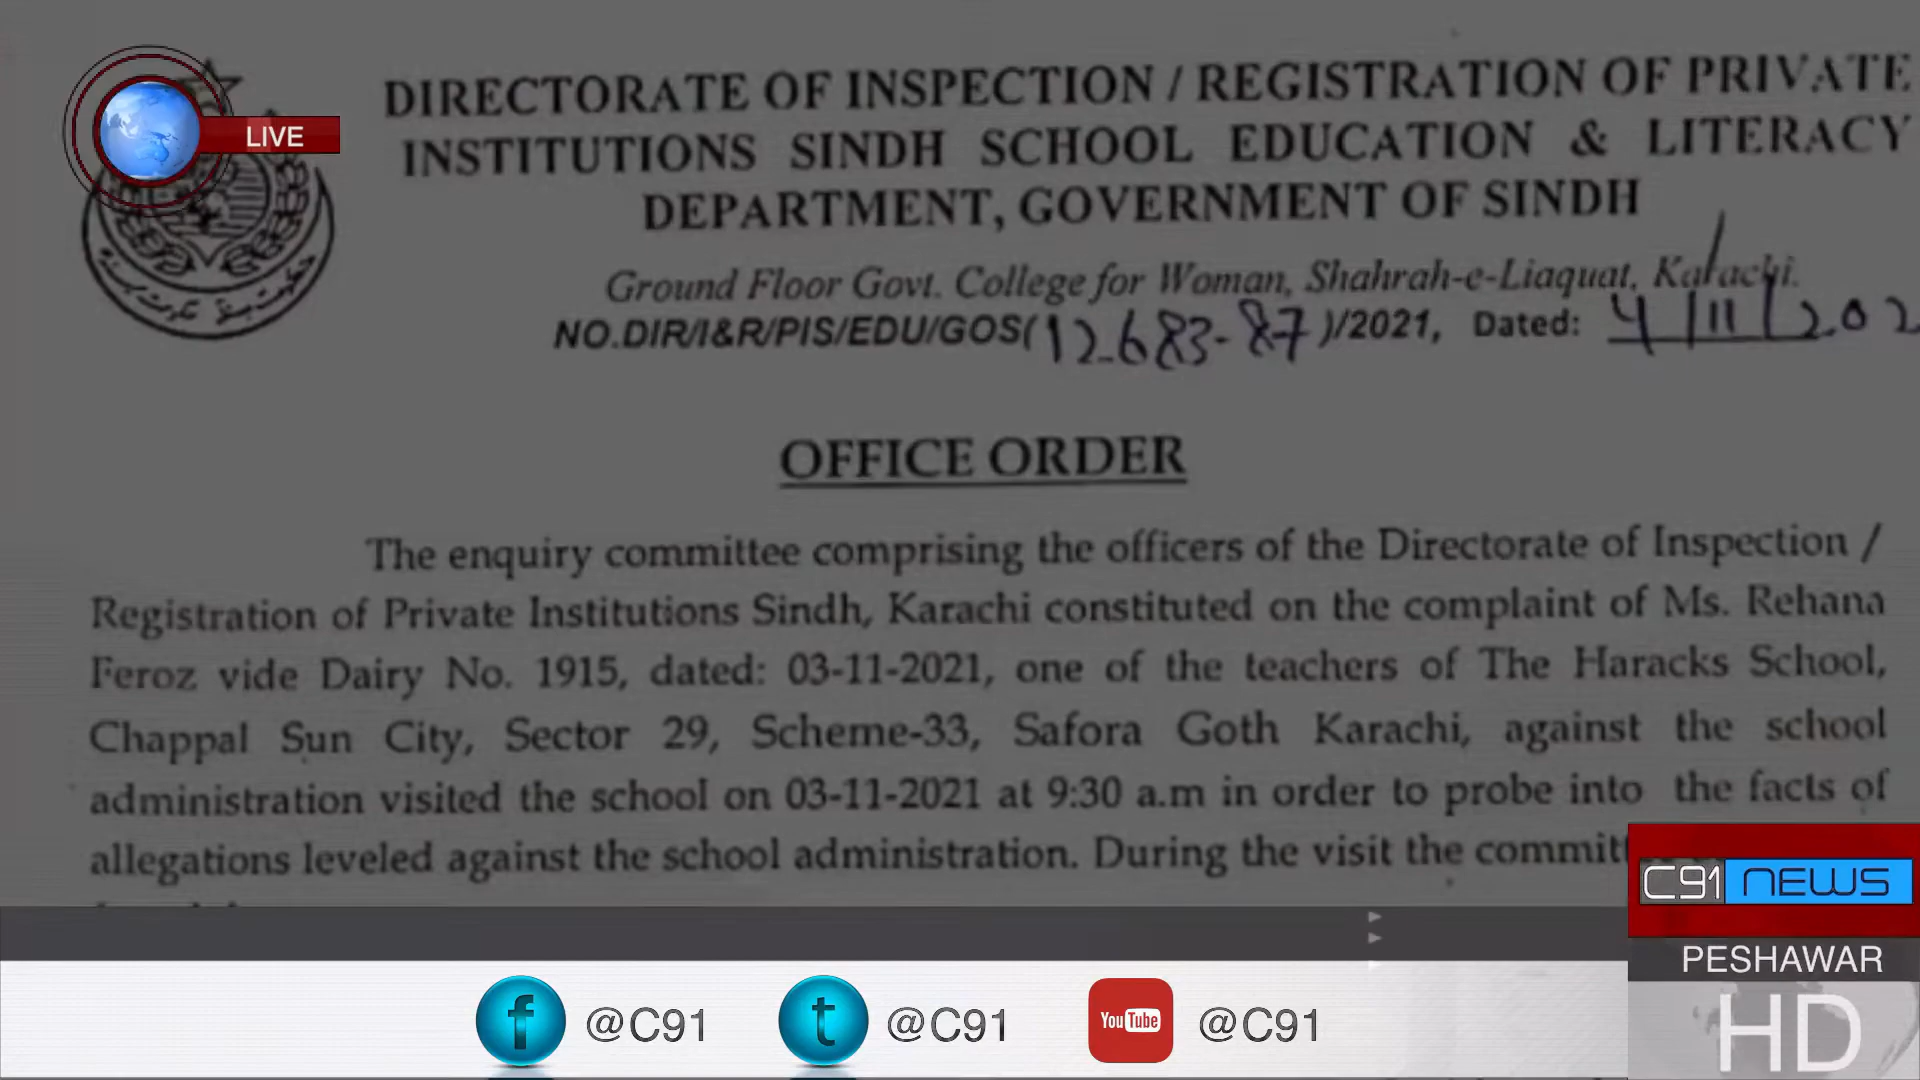 LIVE
DIRECTORATE OF INSPECTION / REGISTRATION OF PRIVATE
INSTITUTIONS SINDH SCHOOL EDUCATION & LITERACY
DEPARTMENT, GOVERNMENT OF SINDH
Ground Floor Govt. College for Woman, Shahrah-e-Liaquat, Karachi.
NO.DIR/I&R/PIS/EDU/GOS(12683-87)/2021, Dated: 4/11/202
OFFICE ORDER
The enquiry committee comprising the officers of the Directorate of Inspection /
Registration of Private Institutions Sindh, Karachi constituted on the complaint of Ms. Rehana
Feroz vide Dairy No. 1915, dated: 03-11-2021, one of the teachers of The Haracks School,
Chappal Sun City, Sector 29, Scheme-33, Safora Goth Karachi, against the school
administration visited the school on 03-11-2021 at 9:30 a.m in order to probe into the facts of
allegations leveled against the school administration. During the visit the committ
C91 NEWS
PESHAWAR
HD
@C91 @C91 YouTube @C91